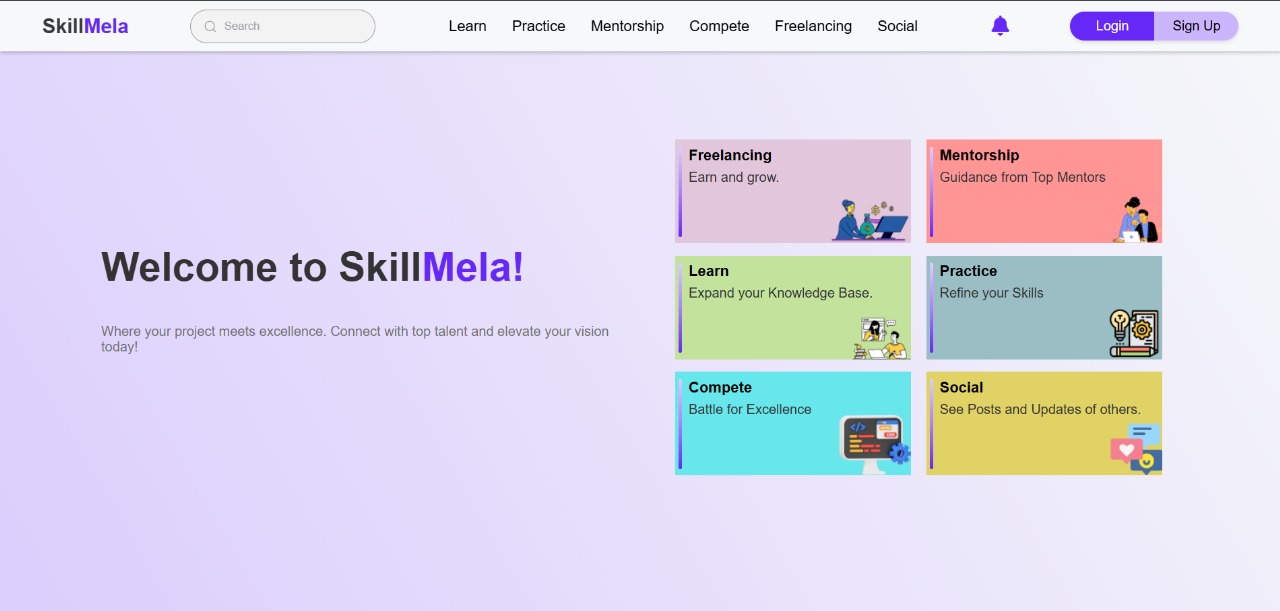 SkillMela
Search
Learn
Practice
Mentorship
Compete
Freelancing
Social
Login
Sign Up
Welcome to SkillMela!
Where your project meets excellence. Connect with top talent and elevate your vision
today!
Freelancing
Earn and grow.
Mentorship
Guidance from Top Mentors
Learn
Expand your Knowledge Base.
Practice
Refine your Skills
Compete
Battle for Excellence
</>
Social
See Posts and Updates of others.